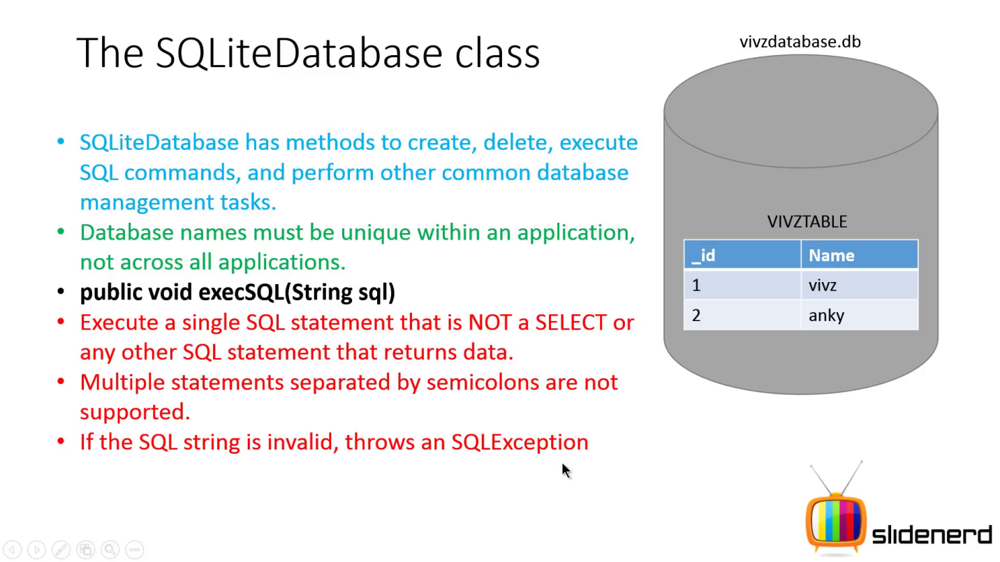 The SQLiteDatabase class
• SQLiteDatabase has methods to create, delete, execute
SQL commands, and perform other common database
management tasks.
• Database names must be unique within an application,
not across all applications.
• public void execSQL(String sql)
• Execute a single SQL statement that is NOT a SELECT or
any other SQL statement that returns data.
• Multiple statements separated by semicolons are not
supported.
• If the SQL string is invalid, throws an SQLException
vivzdatabase.db
VIVZTABLE
_id Name
1 vivz
2 anky
slidenerd